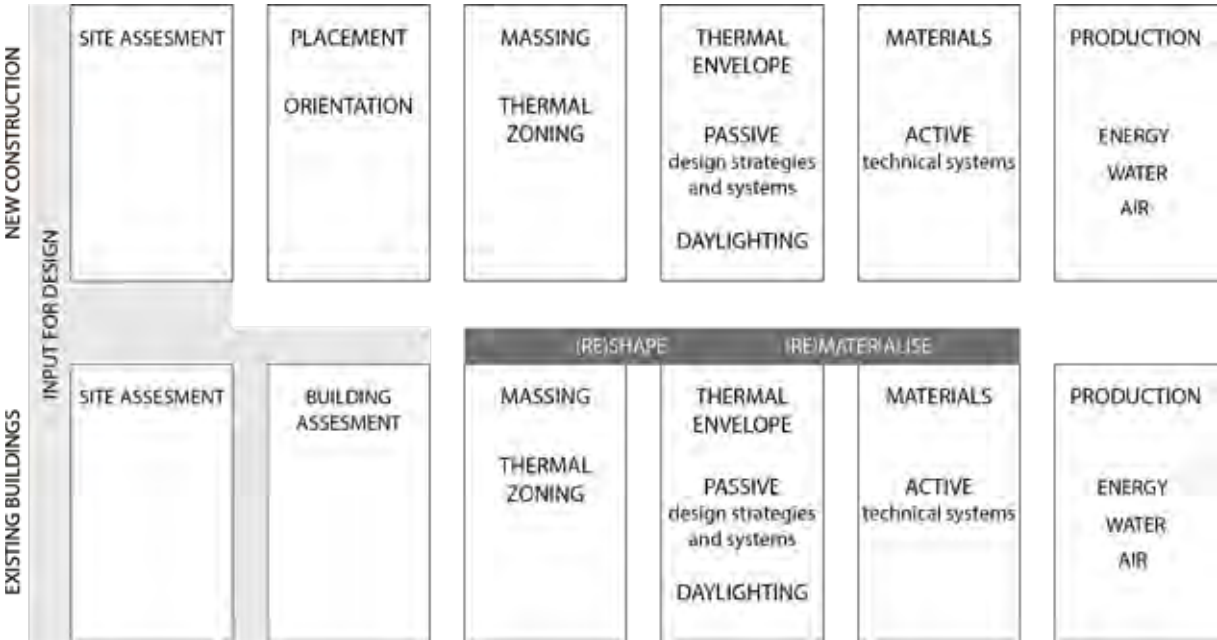 NEW CONSTRUCTION
INPUT FOR DESIGN
SITE ASSESMENT
PLACEMENT
ORIENTATION
MASSING
THERMAL
ZONING
THERMAL
ENVELOPE
PASSIVE
design strategies
and systems
DAYLIGHTING
MATERIALS
ACTIVE
technical systems
PRODUCTION
ENERGY
WATER
AIR
EXISTING BUILDINGS
(RE)SHAPE
(RE)MATERIALISE
SITE ASSESMENT
BUILDING
ASSESMENT
MASSING
THERMAL
ZONING
THERMAL
ENVELOPE
PASSIVE
design strategies
and systems
DAYLIGHTING
MATERIALS
ACTIVE
technical systems
PRODUCTION
ENERGY
WATER
AIR